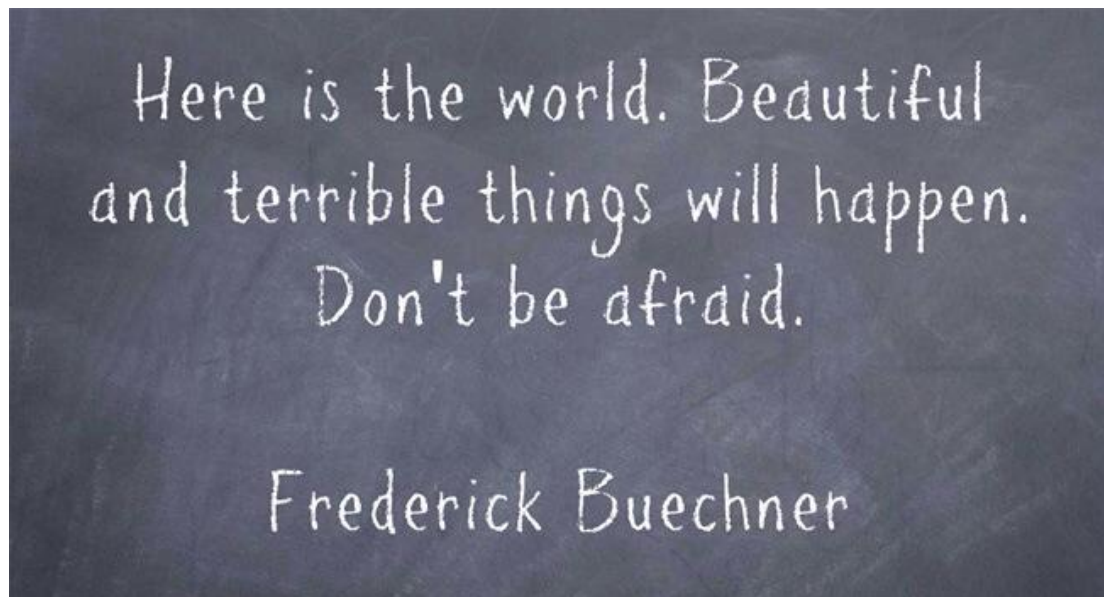 Here is the world. Beautiful
and terrible things will happen.
Don't be afraid.
Frederick Buechner